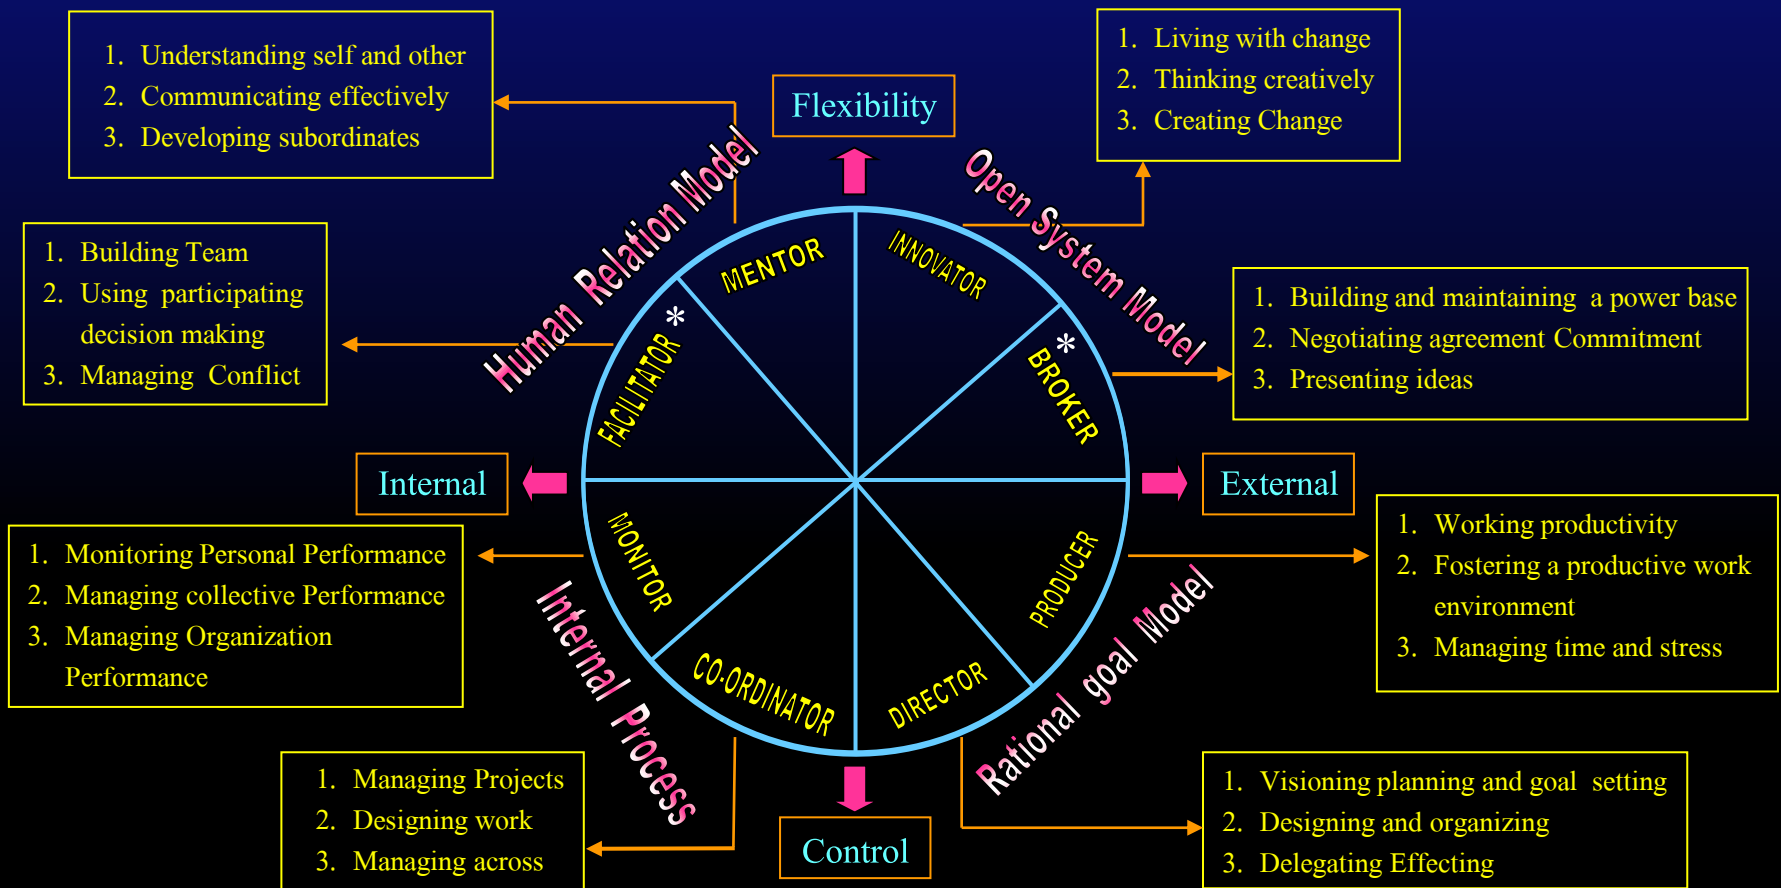 1. Understanding self and other
2. Communicating effectively
3. Developing subordinates
Flexibility
1. Living with change
2. Thinking creatively
3. Creating Change
Human Relation Model
Open System Model
1. Building Team
2. Using participating
decision making
3. Managing Conflict
MENTOR
INNOVATOR
FACILITATOR *
* BROKER
1. Building and maintaining a power base
2. Negotiating agreement Commitment
3. Presenting ideas
Internal
External
1. Monitoring Personal Performance
2. Managing collective Performance
3. Managing Organization
Performance
MONITOR
CO-ORDINATOR
DIRECTOR
PRODUCER
1. Working productivity
2. Fostering a productive work
environment
3. Managing time and stress
Internal Process
Rational goal Model
1. Managing Projects
2. Designing work
3. Managing across
Control
1. Visioning planning and goal setting
2. Designing and organizing
3. Delegating Effecting